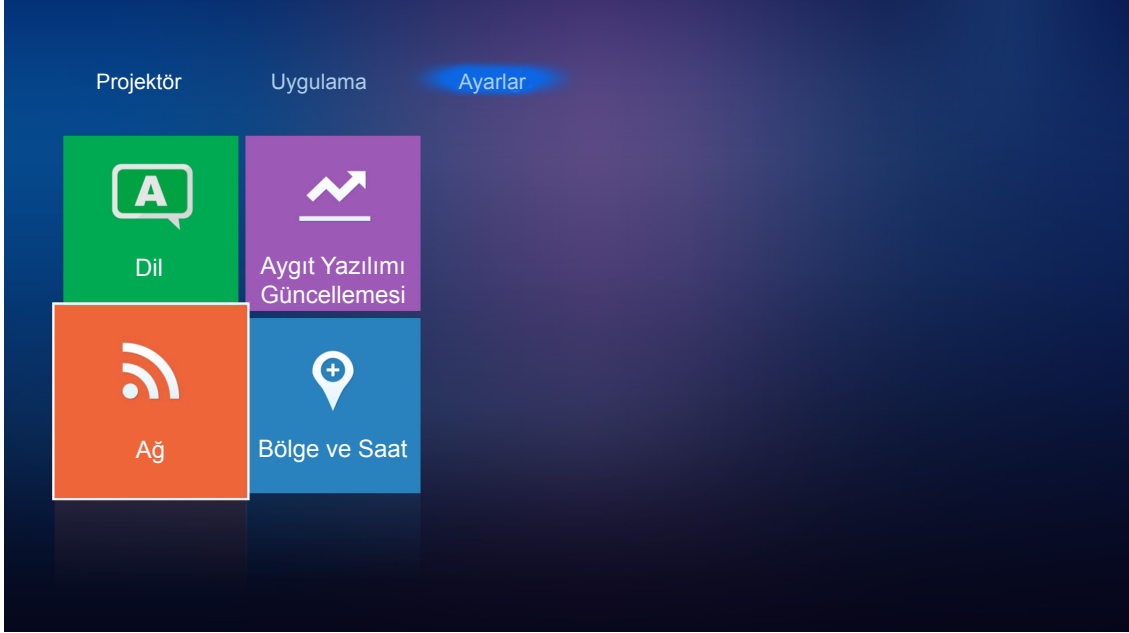 Projektör Uygulama Ayarlar
A
Dil
Aygıt Yazılımı
Güncellemesi
Ağ
Bölge ve Saat